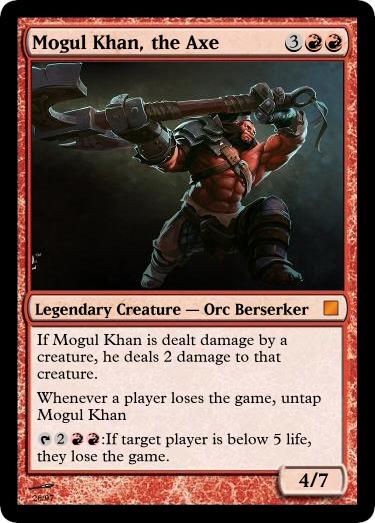 Mogul Khan, the Axe 3
Legendary Creature — Orc Berserker
If Mogul Khan is dealt damage by a
creature, he deals 2 damage to that
creature.
Whenever a player loses the game, untap
Mogul Khan
2 :If target player is below 5 life,
they lose the game.
4/7